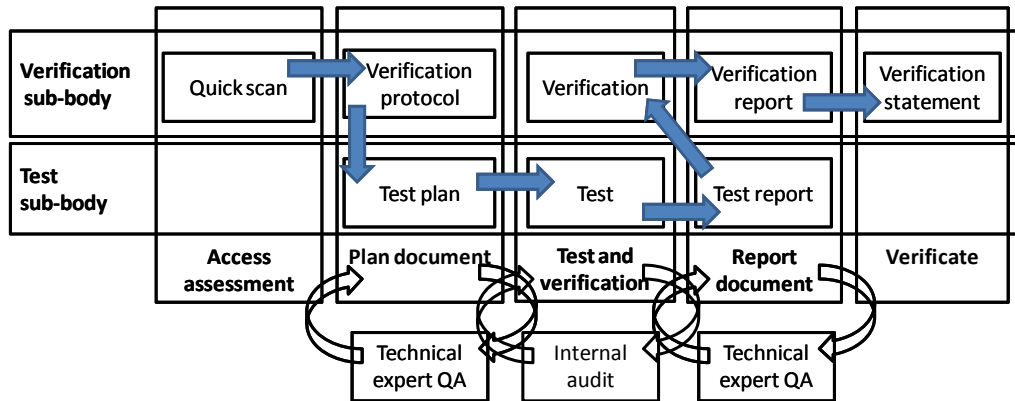 Verification
sub-body
Quick scan
Verification
protocol
Verification
Verification
report
Verification
statement
Test
sub-body
Test plan
Test
Test report
Access
assessment
Plan document
Test and
verification
Report
document
Verificate
Technical
expert QA
Internal
audit
Technical
expert QA